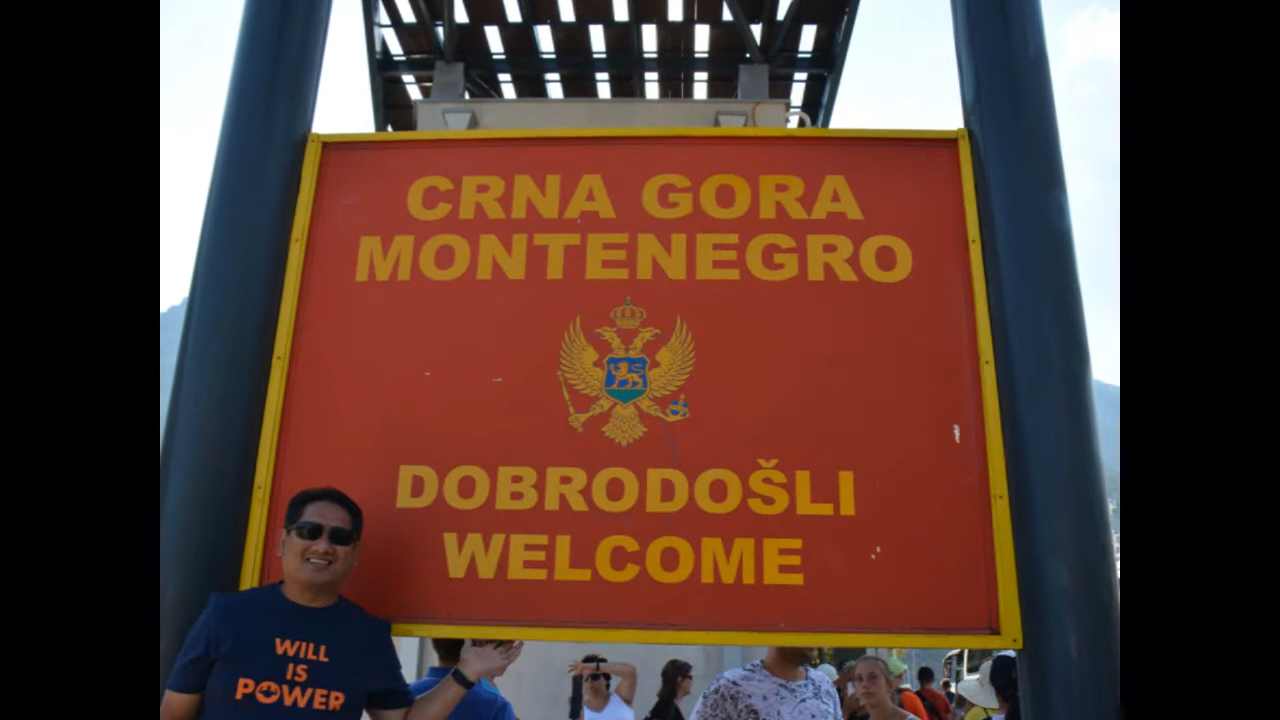 CRNA GORA
MONTENEGRO
DOBRODOŠLI
WELCOME
WILL
IS
POWER